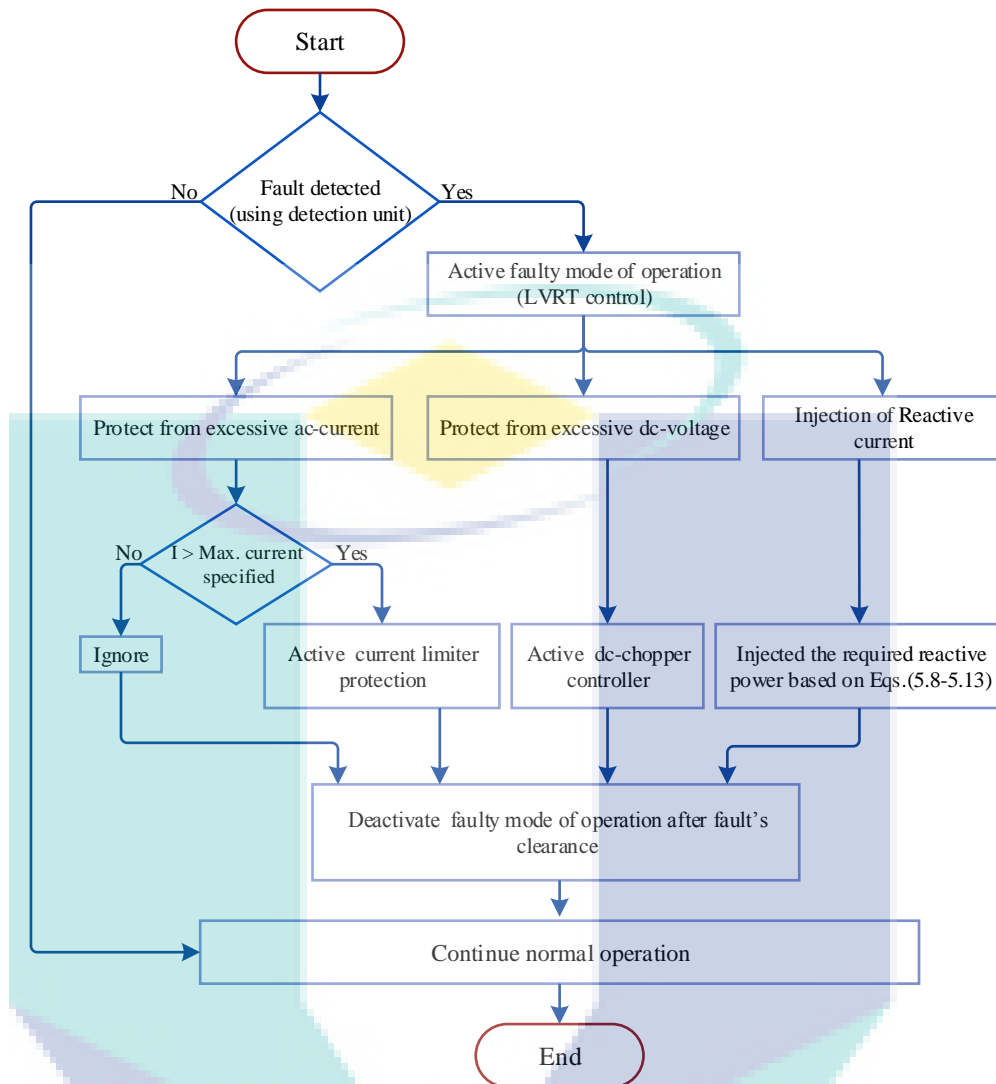 Start
Fault detected
(using detection unit)
No
Yes
Active faulty mode of operation
(LVRT control)
Protect from excessive ac-current
Protect from excessive dc-voltage
Injection of Reactive
current
No
I > Max. current
specified
Yes
Ignore
Active current limiter
protection
Active dc-chopper
controller
Injected the required reactive
power based on Eqs.(5.8-5.13)
Deactivate faulty mode of operation after fault's
clearance
Continue normal operation
End